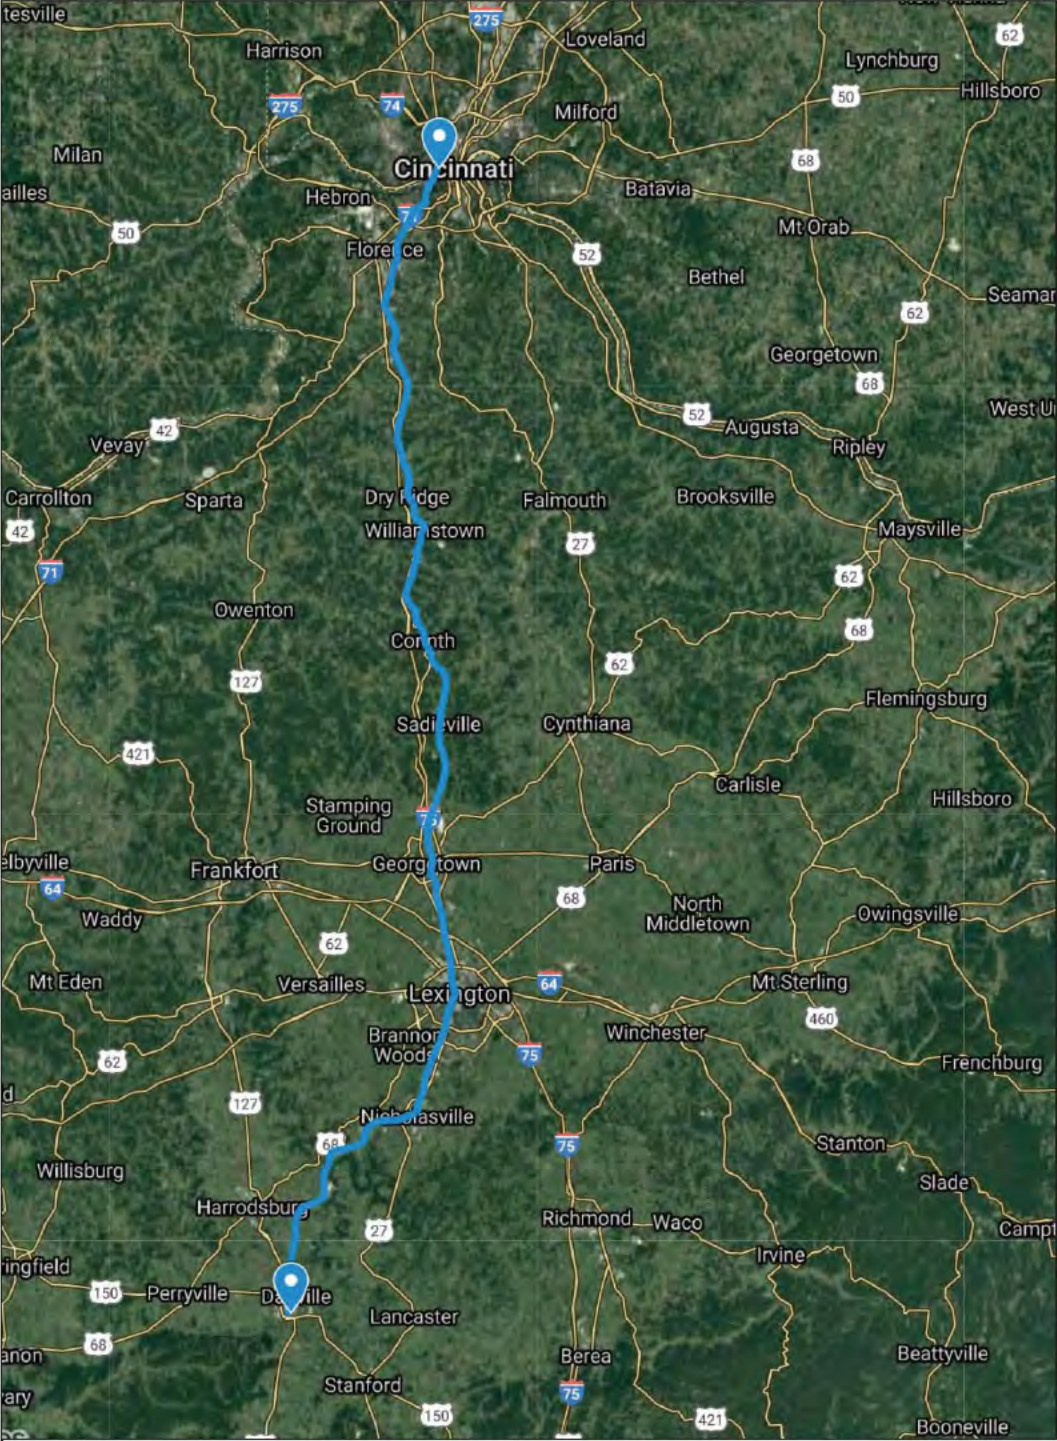 tesville
275
Loveland
62
Harrison
Lynchburg
50
Hillsboro
275
74
Milford
Milan
Cincinnati
68
ailles
Hebron
Batavia
50
Florence
Mt Orab
52
Bethel
Seamar
62
Georgetown
68
West U
52
Augusta
42
Vevay
Ripley
Carrollton
Sparta
Dry Ridge
Falmouth
Brooksville
42
Williamstown
27
Maysville
71
62
Owenton
68
Corinth
62
127
Flemingsburg
Sadieville
Cynthiana
421
Carlisle
Hillsboro
Stamping
Ground
75
elbyville
Frankfort
Georgetown
Paris
64
68
North
Middletown
Waddy
Owingsville
62
Mt Eden
Versailles
Lexington
64
Mt Sterling
460
Brannon
Woods
Winchester
62
75
Frenchburg
d
127
Nicholasville
68
75
Stanton
Willisburg
Slade
Harrodsburg
Richmond
Waco
27
Campt
Irvine
ringfield
150
Perryville
Danville
Lancaster
68
anon
Berea
Beattyville
Stanford
75
vary
150
421
Booneville